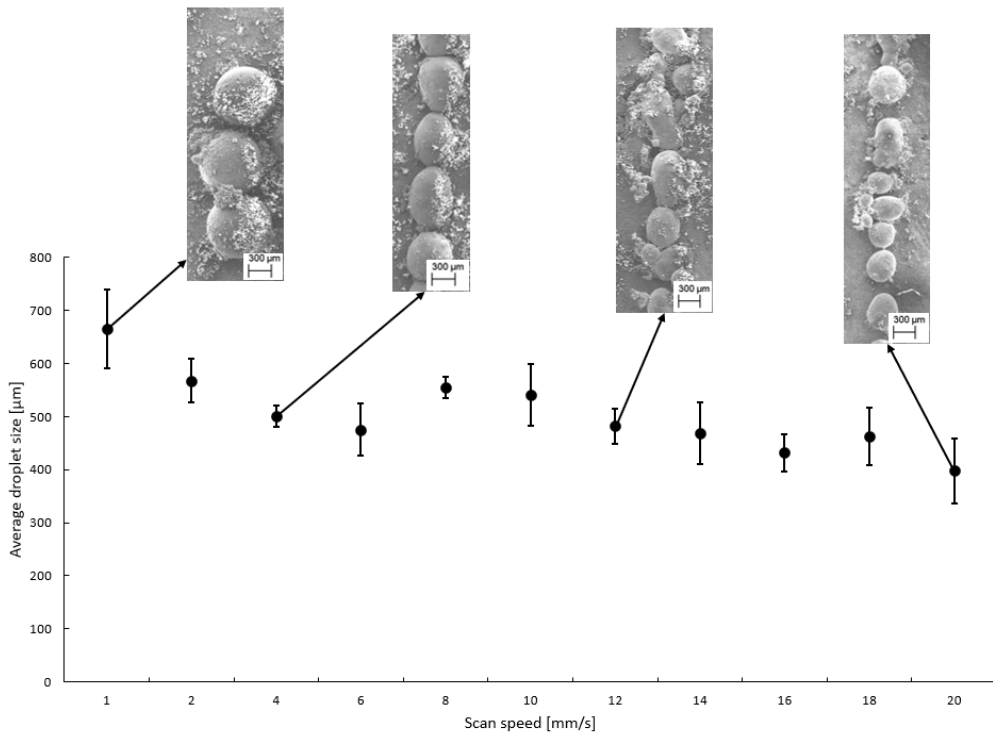 300 µm
300 µm
300 µm
300 µm
800
700
600
500
400
300
200
100
0
Average droplet size [µm]
1 2 4 6 8 10 12 14 16 18 20
Scan speed [mm/s]